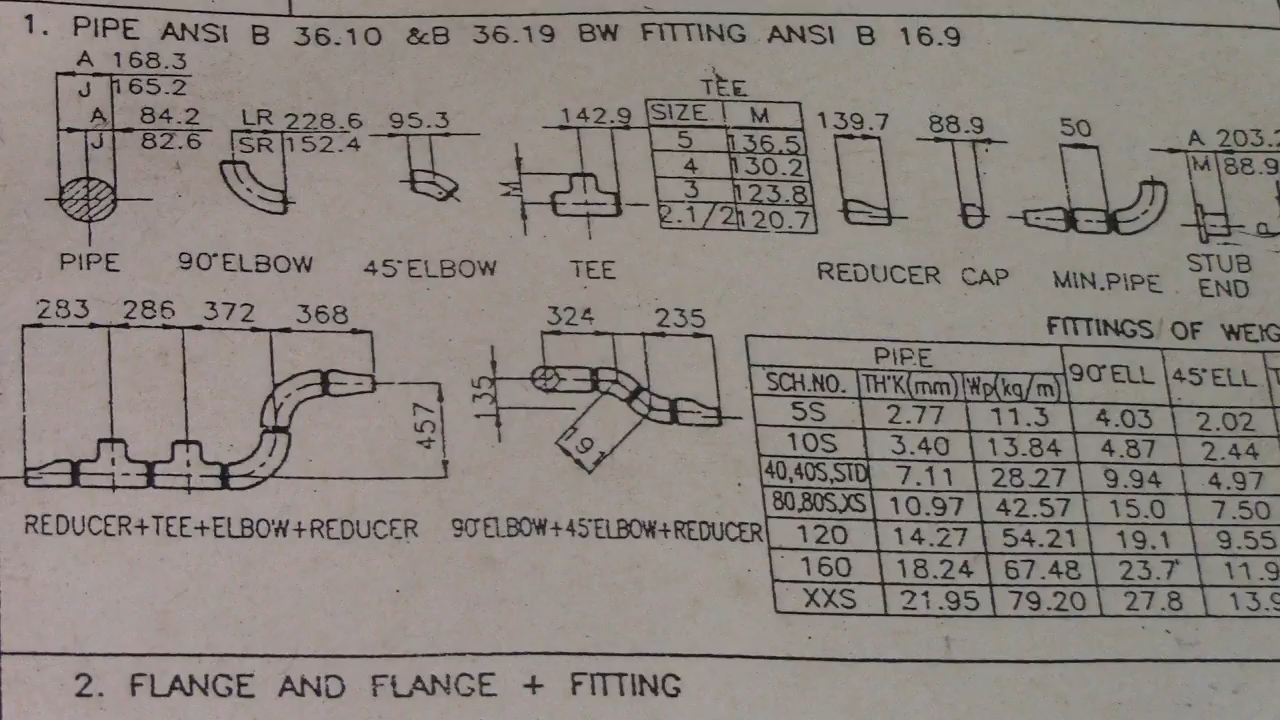 1. PIPE ANSI B 36.10 &B 36.19 BW FITTING ANSI B 16.9
A 168.3
J 165.2
A 84.2
J 82.6
PIPE
LR 228.6
SR 152.4
90°ELBOW
95.3
45°ELBOW
142.9
M
TEE
TEE
SIZE M
5 136.5
4 130.2
3 123.8
2.1/2 120.7
139.7
REDUCER
88.9
CAP
50
MIN.PIPE
A 203.2
M 88.9
STUB
END
283 286 372 368
457
REDUCER+TEE+ELBOW+REDUCER
324 235
135
191
90°ELBOW+45°ELBOW+REDUCER
FITTINGS OF
PIPE 90°ELL 45°ELL
SCH.NO. TH'K(mm) Wp(kg/m)
5S 2.77 11.3 4.03 2.02
10S 3.40 13.84 4.87 2.44
40,40S,STD 7.11 28.27 9.94 4.97
80,80S,XS 10.97 42.57 15.0 7.50
120 14.27 54.21 19.1 9.55
160 18.24 67.48 23.7 11.9
XXS 21.95 79.20 27.8 13.9
2. FLANGE AND FLANGE + FITTING